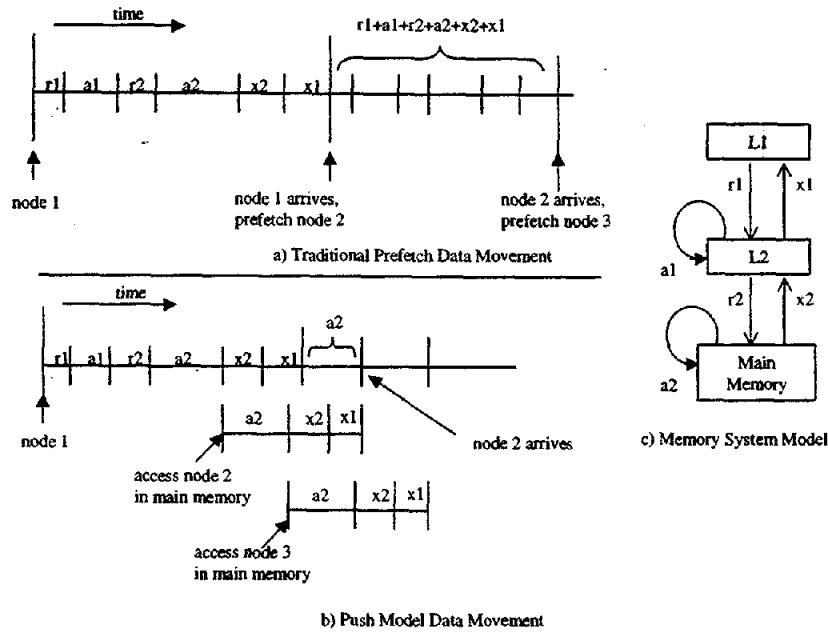 time
r1+a1+r2+a2+x2+x1
r1 a1 r2 a2 x2 x1
node 1
node 1 arrives,
prefetch node 2
node 2 arrives,
prefetch node 3
a) Traditional Prefetch Data Movement
time
a2
r1 a1 r2 a2 x2 x1
node 1
a2 x2 x1
node 2 arrives
access node 2
in main memory
a2 x2 x1
access node 3
in main memory
b) Push Model Data Movement
L1
r1 x1
L2
a1
r2 x2
Main
Memory
a2
c) Memory System Model